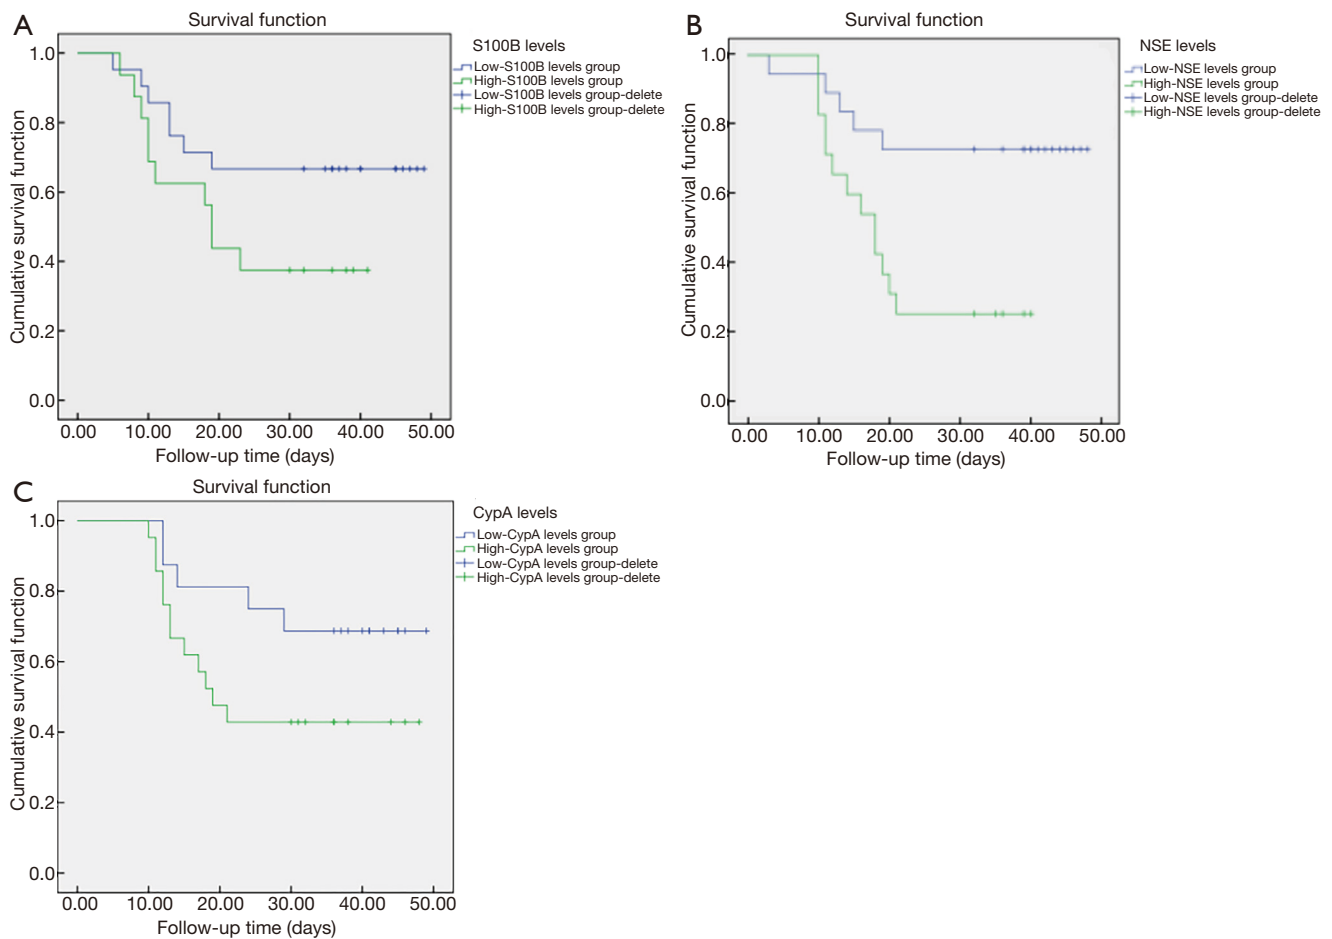 A
Survival function
S100B levels
Low-S100B levels group
High-S100B levels group
Low-S100B levels group-delete
High-S100B levels group-delete
Cumulative survival function
1.0
0.8
0.6
0.4
0.2
0.0
0.00 10.00 20.00 30.00 40.00 50.00
Follow-up time (days)
B
Survival function
NSE levels
Low-NSE levels group
High-NSE levels group
Low-NSE levels group-delete
High-NSE levels group-delete
Cumulative survival function
1.0
0.8
0.6
0.4
0.2
0.0
0.00 10.00 20.00 30.00 40.00 50.00
Follow-up time (days)
C
Survival function
CypA levels
Low-CypA levels group
High-CypA levels group
Low-CypA levels group-delete
High-CypA levels group-delete
Cumulative survival function
1.0
0.8
0.6
0.4
0.2
0.0
0.00 10.00 20.00 30.00 40.00 50.00
Follow-up time (days)